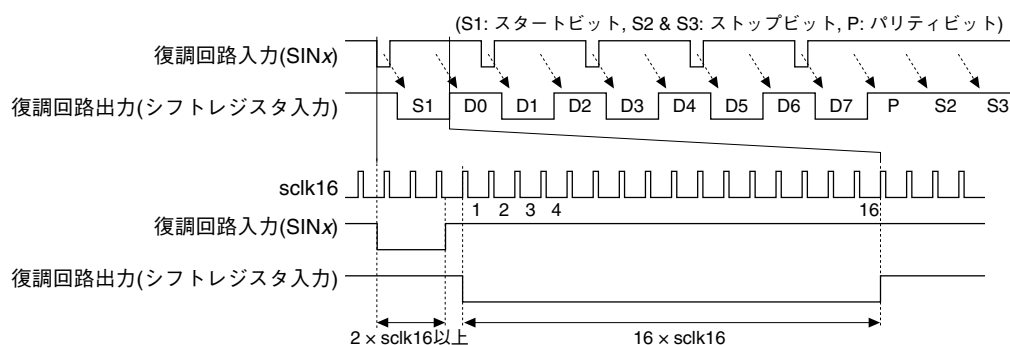 (S1: スタートビット, S2 & S3: ストップビット, P: パリティビット)
復調回路入力(SINx)
復調回路出力(シフトレジスタ入力)
S1 D0 D1 D2 D3 D4 D5 D6 D7 P S2 S3
sclk16
1 2 3 4 16
復調回路入力(SINx)
復調回路出力(シフトレジスタ入力)
2 × sclk16以上
16 × sclk16